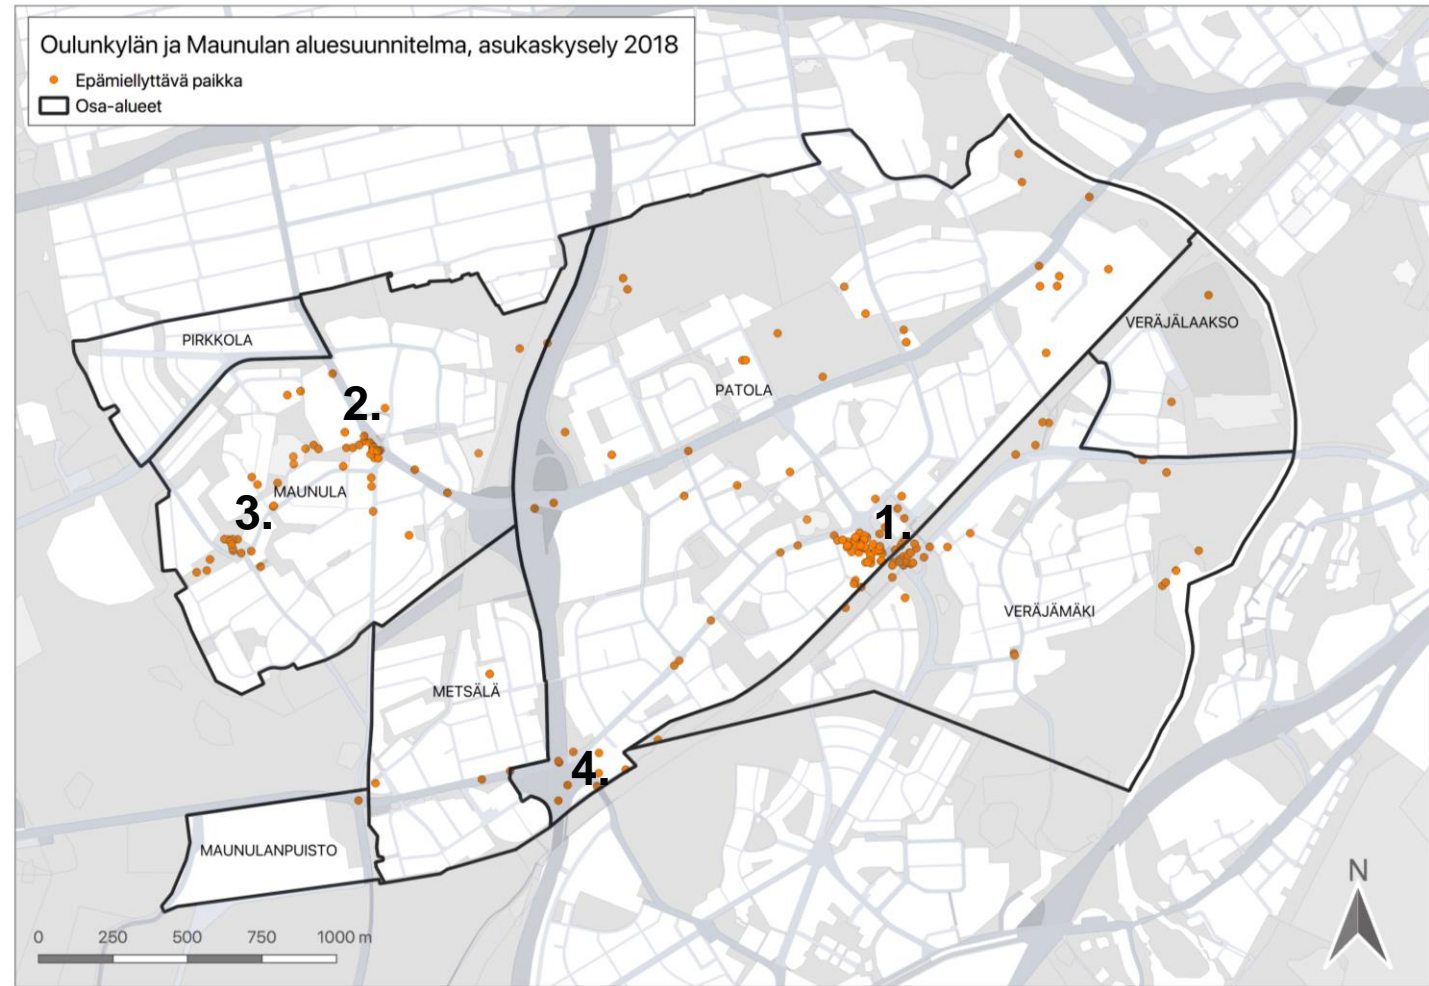 Oulunkylän ja Maunulan aluesuunnitelma, asukaskysely 2018
Epämiellyttävä paikka
Osa-alueet
PIRKKOLA
VERÄJÄLAAKSO
2.
PATOLA
MAUNULA
3.
1.
VERÄJÄMÄKI
METSÄLÄ
4.
MAUNULANPUISTO
N
0 250 500 750 1000 m